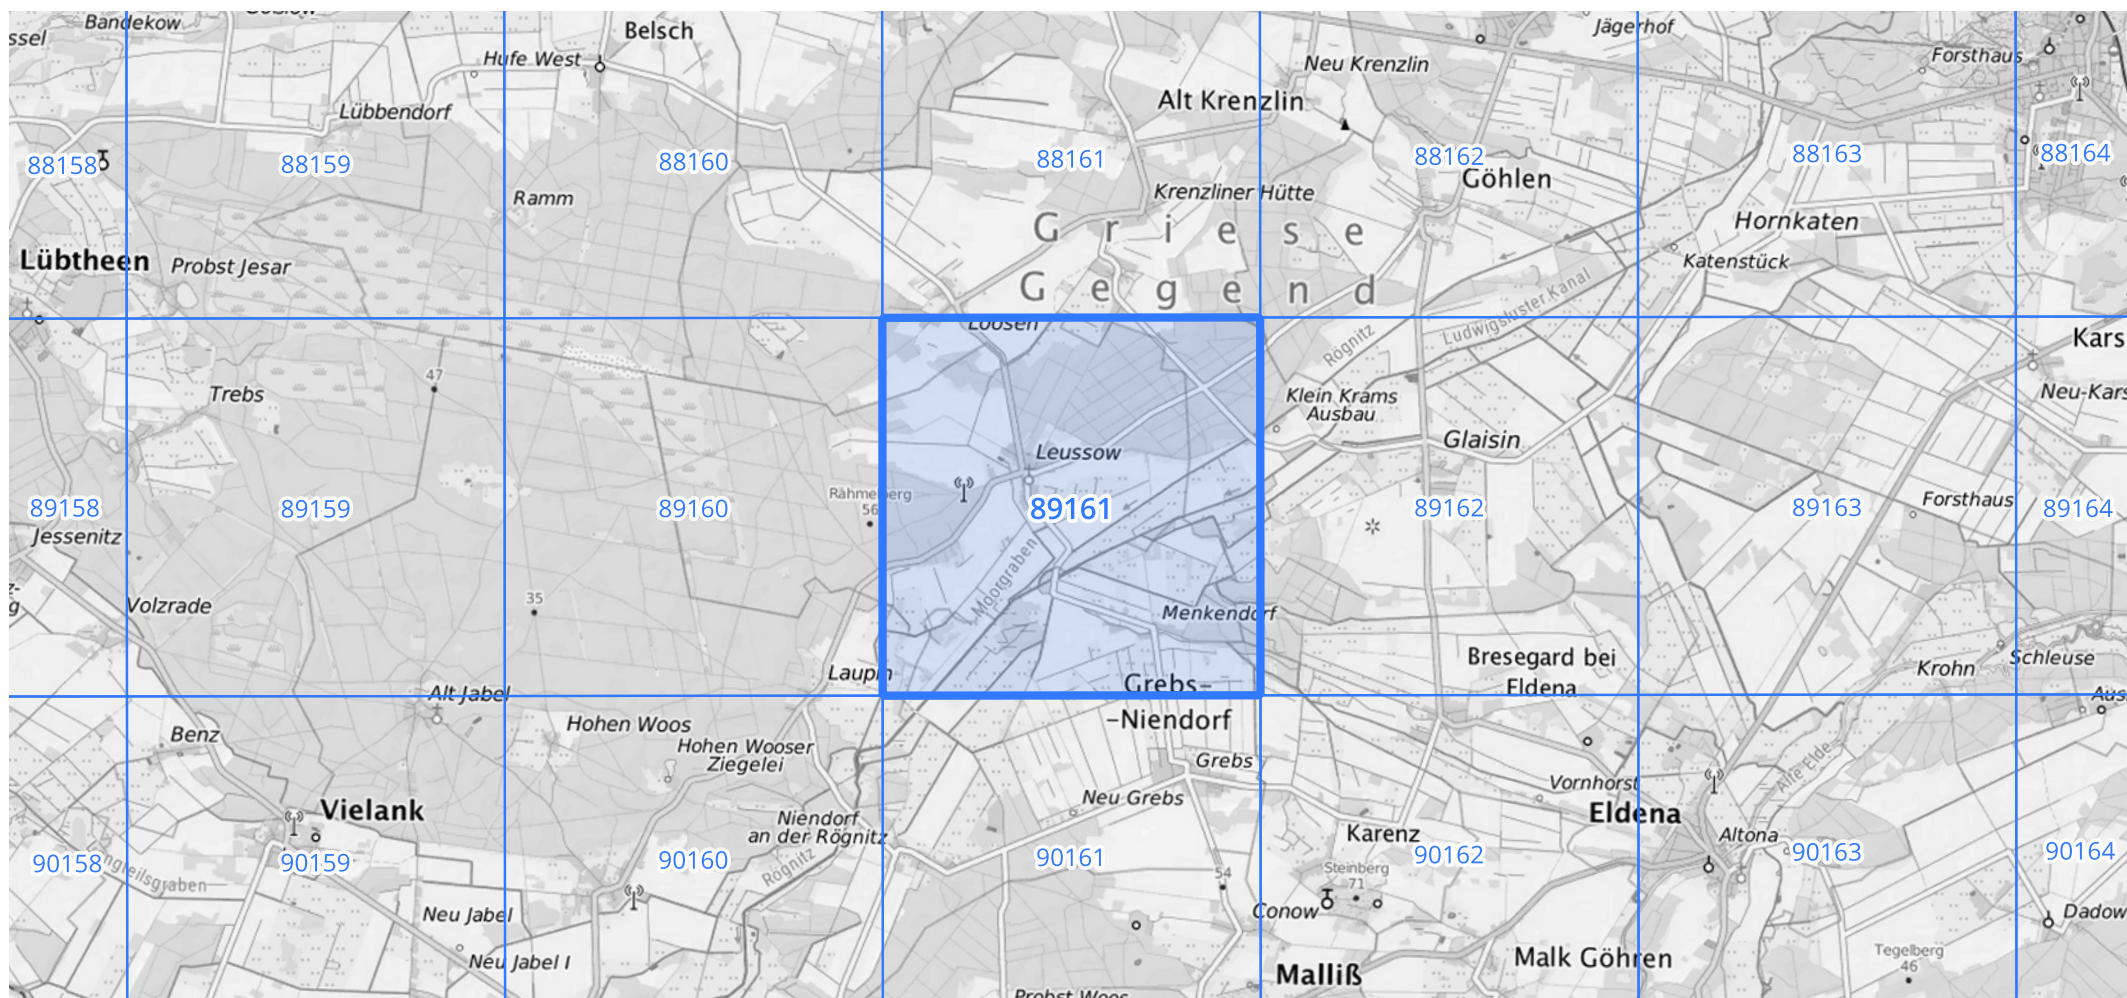 Bandekow
ssel
Belsch
Hufe West
Lübbendorf
Jägerhof
Forsthaus
Neu Krenzlin
Alt Krenzlin
88158
88159
88160
88161
88162
88163
88164
Ramm
Krenzliner Hütte
Göhlen
Griese
Gegend
Hornkaten
Katenstück
Lübtheen
Probst Jesar
Ludwigsluster Kanal
Rögnitz
Loosen
Kars
Neu-Kars
Trebs
47
Klein Krams
Ausbau
Glaisin
Leussow
Rähmerberg
56
89158
89159
89160
89161
89162
89163
89164
Forsthaus
Jessenitz
z-
g
Volzrade
35
Moorgraben
Menkendorf
Bresegard bei
Eldena
Krohn
Schleuse
Laupin
Alt Jabel
Grebs-
-Niendorf
Aus
Benz
Hohen Woos
Hohen Wooser
Ziegelei
Grebs
Neu Grebs
Vornhorst
Alte Elde
Vielank
Niendorf
an der Rögnitz
Rögnitz
Karenz
Eldena
Altona
90158
90159
90160
90161
90162
90163
90164
ngteilsgraben
Steinberg
71
54
Conow
Neu Jabel
Neu Jabel I
Dadow
Malk Göhren
Malliß
Tegelberg
46
Probst Woos